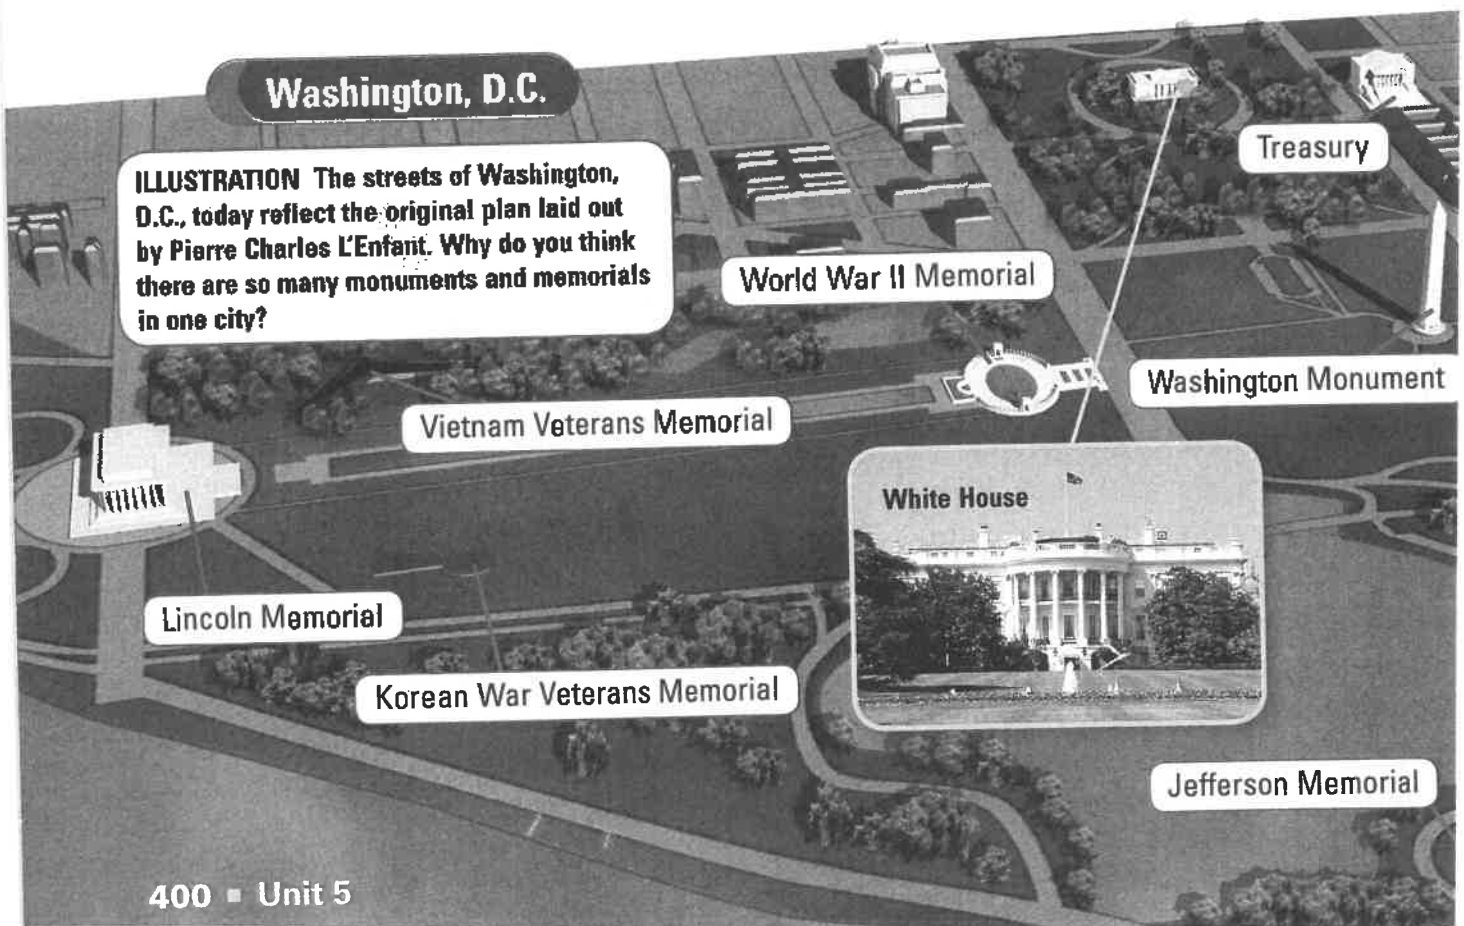 Washington, D.C.
ILLUSTRATION The streets of Washington,
D.C., today reflect the original plan laid out
by Pierre Charles L'Enfant. Why do you think
there are so many monuments and memorials
in one city?
Treasury
World War II Memorial
Washington Monument
Vietnam Veterans Memorial
White House
Lincoln Memorial
Korean War Veterans Memorial
Jefferson Memorial
400 ▪ Unit 5